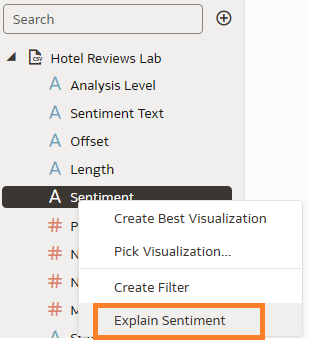 Search
CSV
Hotel Reviews Lab
A Analysis Level
A Sentiment Text
A Offset
A Length
A Sentiment
Create Best Visualization
# P
Pick Visualization...
# N
# N
Create Filter
# M
Explain Sentiment
A